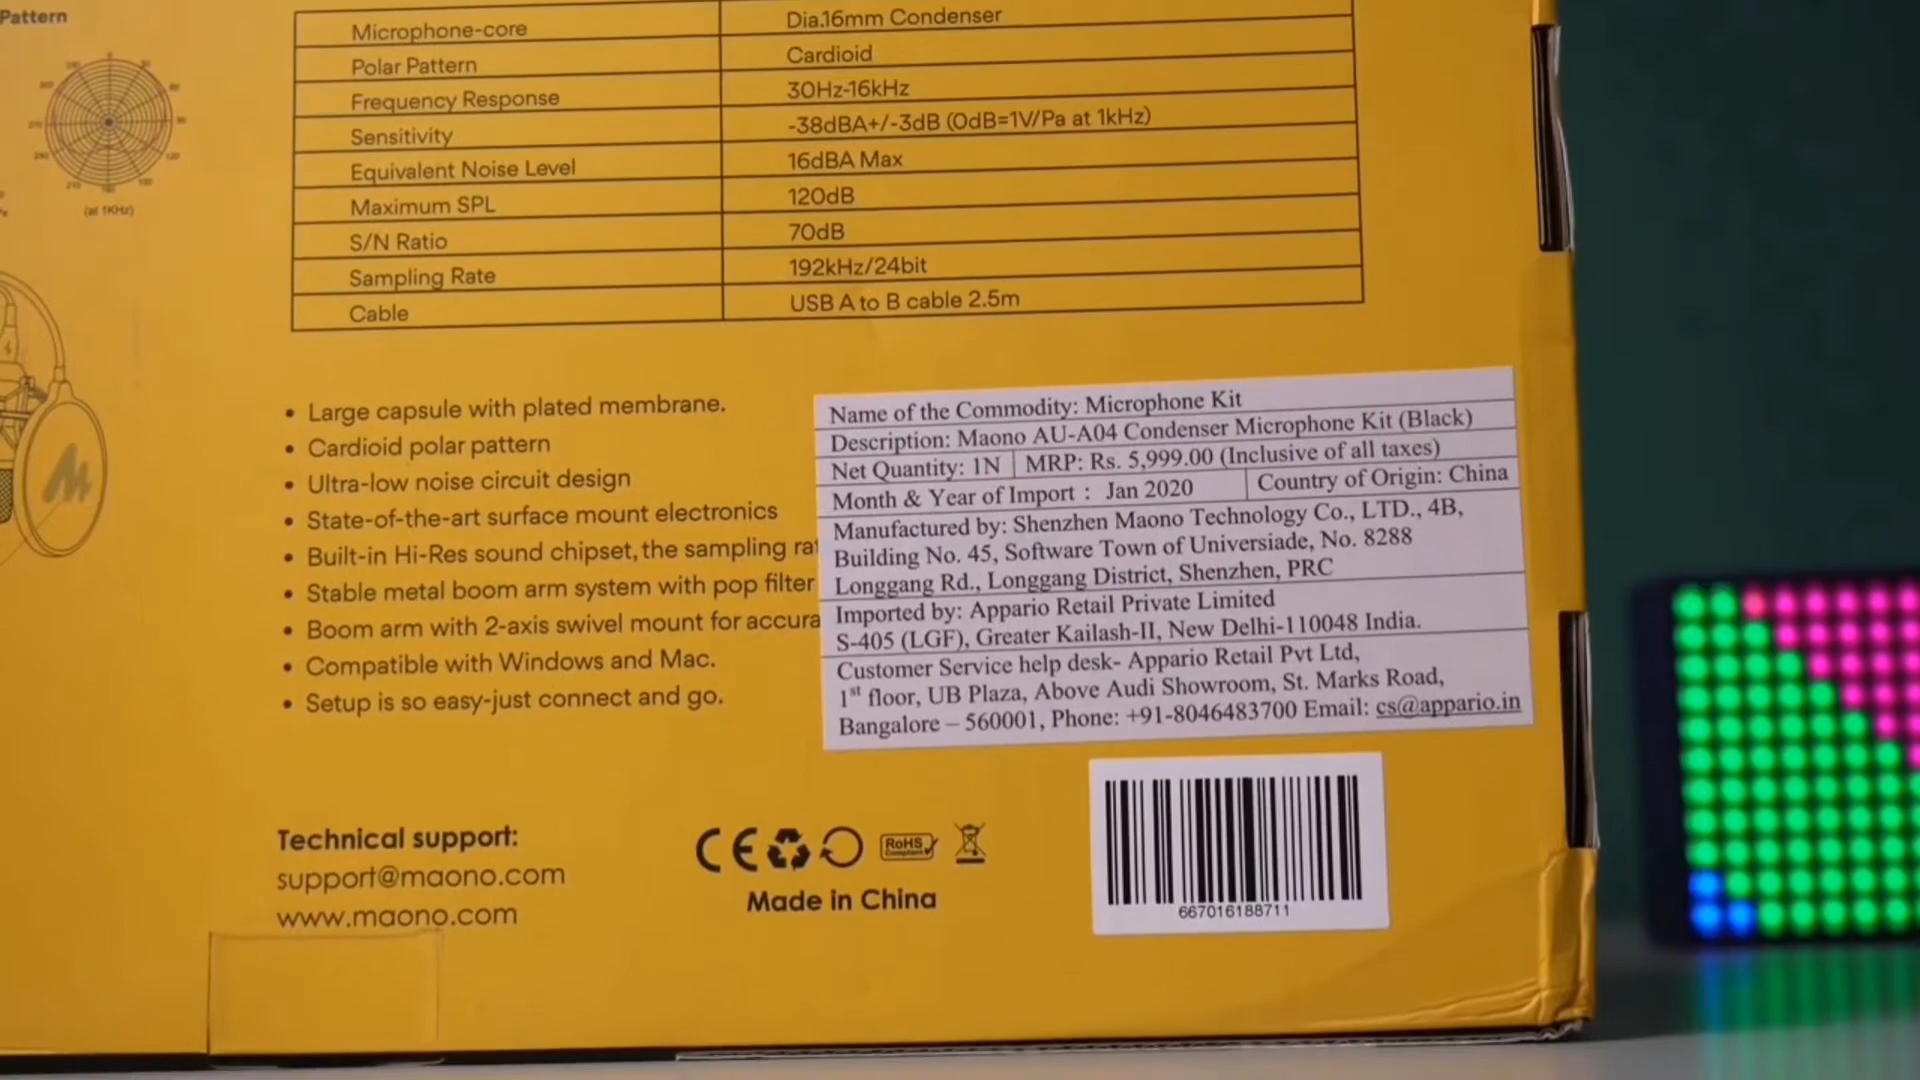 Pattern
(at 1KHz)
Microphone-core Dia.16mm Condenser
Polar Pattern Cardioid
Frequency Response 30Hz-16kHz
Sensitivity -38dBA+/-3dB (0dB=1V/Pa at 1kHz)
Equivalent Noise Level 16dBA Max
Maximum SPL 120dB
S/N Ratio 70dB
Sampling Rate 192kHz/24bit
Cable USB A to B cable 2.5m
• Large capsule with plated membrane.
• Cardioid polar pattern
• Ultra-low noise circuit design
• State-of-the-art surface mount electronics
• Built-in Hi-Res sound chipset, the sampling
• Stable metal boom arm system with pop filter
• Boom arm with 2-axis swivel mount for
• Compatible with Windows and Mac.
• Setup is so easy-just connect and go.
Name of the Commodity: Microphone Kit
Description: Maono AU-A04 Condenser Microphone Kit (Black)
Net Quantity: 1N MRP: Rs. 5,999.00 (Inclusive of all taxes)
Month & Year of Import : Jan 2020 Country of Origin: China
Manufactured by: Shenzhen Maono Technology Co., LTD., 4B,
Building No. 45, Software Town of Universiade, No. 8288
Longgang Rd., Longgang District, Shenzhen, PRC
Imported by: Appario Retail Private Limited
S-405 (LGF), Greater Kailash-II, New Delhi-110048 India.
Customer Service help desk- Appario Retail Pvt Ltd,
1st floor, UB Plaza, Above Audi Showroom, St. Marks Road,
Bangalore – 560001, Phone: +91-8046483700 Email: cs@appario.in
Technical support:
support@maono.com
www.maono.com
CE
RoHS
Compliant
Made in China
667016188711